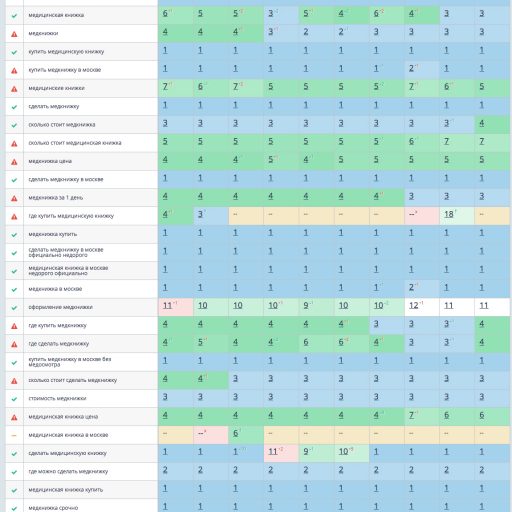 медицинская книжка 6 5 5 3 5 4 6 4 3 3
медкнижки 4 4 4 3 2 2 3 3 3 3
купить медицинскую книжку 1 1 1 1 1 1 1 1 1 1
купить медкнижку в москве 1 1 1 1 1 1 1 2 1 1
медицинские книжки 7 6 7 5 5 5 5 7 6 5
сделать медкнижку 1 1 1 1 1 1 1 1 1 1
сколько стоит медкнижка 3 3 3 3 3 3 3 3 3 4
сколько стоит медицинская книжка 5 5 5 5 5 5 5 6 7 7
медкнижка цена 4 4 4 5 4 5 5 5 5 5
сделать медкнижку в москве 1 1 1 1 1 1 1 1 1 1
медкнижка за 1 день 4 4 4 4 4 4 4 3 3 3
где купить медицинскую книжку 4 3 -- -- -- -- -- -- 18 --
медкнижка купить 1 1 1 1 1 1 1 1 1 1
сделать медкнижку в москве
официально недорого 1 1 1 1 1 1 1 1 1 1
медицинская книжка в москве
недорого официально 1 1 1 1 1 1 1 1 1 1
медкнижка в москве 1 1 1 1 1 1 1 2 1 1
оформление медкнижки 11 10 10 10 9 10 10 12 11 11
где купить медкнижку 4 4 4 4 4 4 3 3 3 4
где сделать медкнижку 4 5 4 4 6 6 4 3 3 4
купить медкнижку в москве без
медосмотра 1 1 1 1 1 1 1 1 1 1
сколько стоит сделать медкнижку 4 4 3 3 3 3 3 3 3 3
стоимость медкнижки 3 3 3 3 3 3 3 3 3 3
медицинская книжка цена 4 4 4 4 4 4 4 7 6 6
медицинская книжка в москве -- -- 6 -- -- -- -- -- -- --
сделать медицинскую книжку 1 1 1 11 9 10 1 1 1 1
где можно сделать медкнижку 2 2 2 2 2 2 2 2 2 2
медицинская книжка купить 1 1 1 1 1 1 1 1 1 1
медкнижка срочно 1 1 1 1 1 1 1 1 1 1